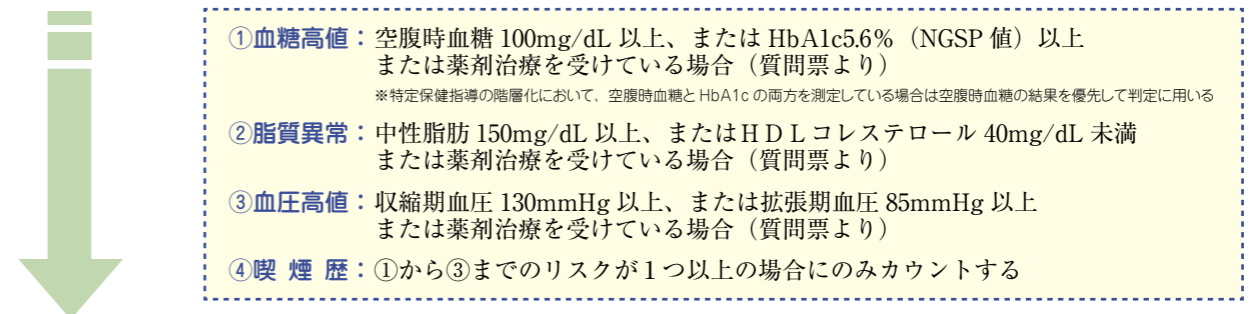 ①血糖高値：空腹時血糖 100mg/dL 以上、または HbA1c5.6%（NGSP 値）以上
または薬剤治療を受けている場合（質問票より）
※特定保健指導の階層化において、空腹時血糖と HbA1c の両方を測定している場合は空腹時血糖の結果を優先して判定に用いる
②脂質異常：中性脂肪 150mg/dL 以上、またはＨＤＬコレステロール 40mg/dL 未満
または薬剤治療を受けている場合（質問票より）
③血圧高値：収縮期血圧 130mmHg 以上、または拡張期血圧 85mmHg 以上
または薬剤治療を受けている場合（質問票より）
④喫 煙 歴：①から③までのリスクが１つ以上の場合にのみカウントする